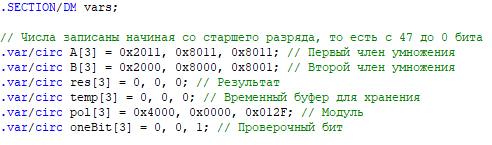 .SECTION/DM vars;
// Числа записаны начиная со старшего разряда, то есть с 47 до 0 бита
.var/circ A[3] = 0x2011, 0x8011, 0x8011; // Первый член умножения
.var/circ B[3] = 0x2000, 0x8000, 0x8001; // Второй член умножения
.var/circ res[3] = 0, 0, 0; // Результат
.var/circ temp[3] = 0, 0, 0; // Временный буфер для хранения
.var/circ pol[3] = 0x4000, 0x0000, 0x012F; // Модуль
.var/circ oneBit[3] = 0, 0, 1; // Проверочный бит